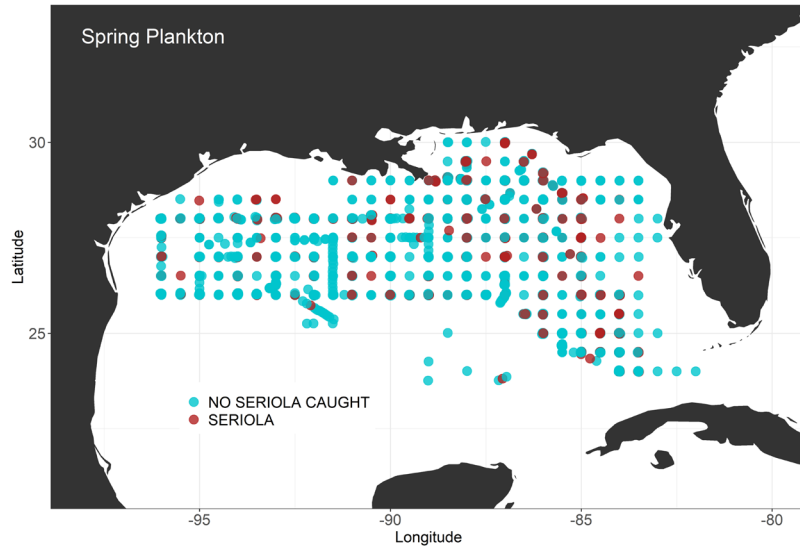 Spring Plankton
30
25
Latitude
NO SERIOLA CAUGHT
SERIOLA
-95
-90
-85
-80
Longitude